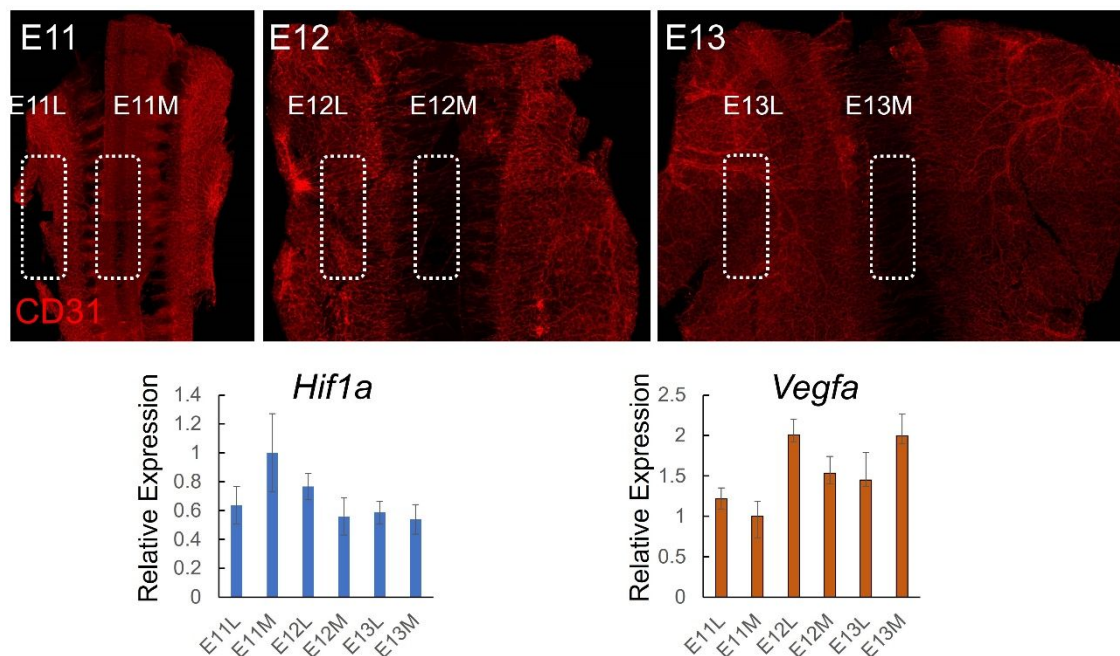 E11
E12
E13
E11L
E11M
E12L
E12M
E13L
E13M
CD31
Hif1a
Relative Expression
1.4
1.2
1
0.8
0.6
0.4
0.2
0
E11L
E11M
E12L
E12M
E13L
E13M
Vegfa
Relative Expression
2.5
2
1.5
1
0.5
0
E11L
E11M
E12L
E12M
E13L
E13M